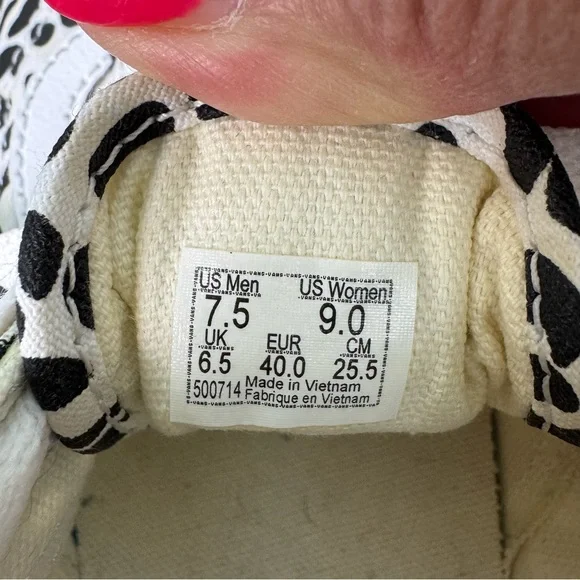 US Men US Women
7.5 9.0
UK EUR CM
6.5 40.0 25.5
500714 Made in Vietnam
Fabrique en Vietnam